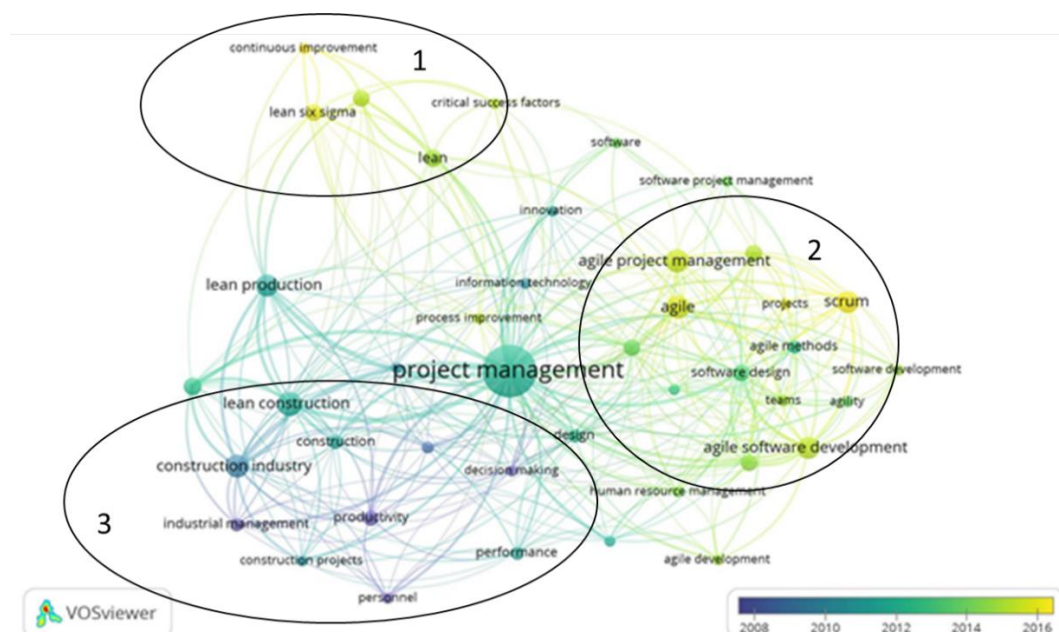 continuous improvement
1
lean six sigma
critical success factors
software
lean
software project management
innovation
2
agile project management
lean production
information technology
agile
projects
scrum
process improvement
agile methods
project management
software design
software development
lean construction
teams
agility
construction
design
agile software development
construction industry
decision making
human resource management
3
industrial management
productivity
performance
construction projects
agile development
personnel
VOSviewer
2008 2010 2012 2014 2016